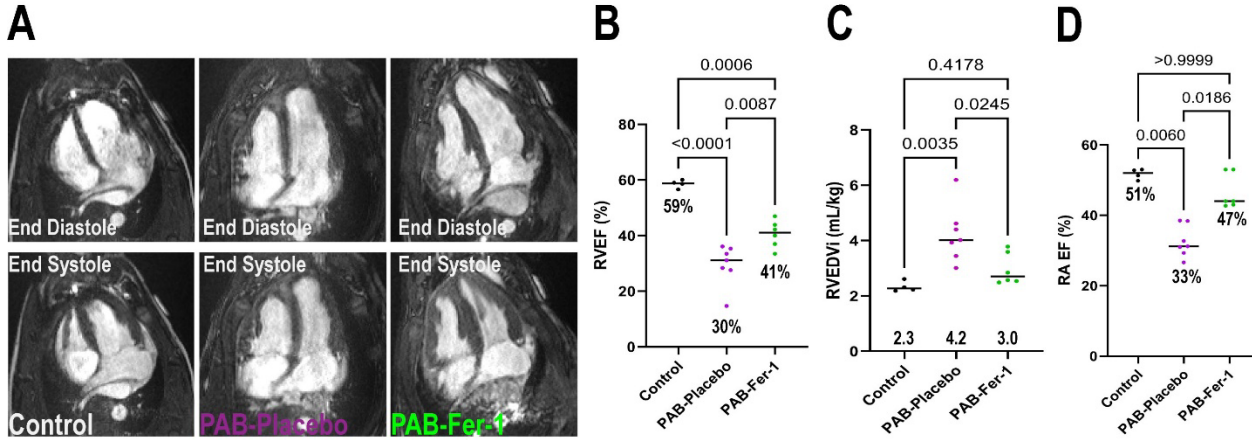 A
End Diastole
End Diastole
End Diastole
End Systole
End Systole
End Systole
Control
PAB-Placebo
PAB-Fer-1
B
0.0006
0.0087
<0.0001
RVEF (%)
80
60
40
20
0
59%
30%
41%
Control
PAB-Placebo
PAB-Fer-1
C
0.4178
0.0245
0.0035
RVEDVi (mL/kg)
8
6
4
2
0
2.3
4.2
3.0
Control
PAB-Placebo
PAB-Fer-1
D
>0.9999
0.0186
0.0060
RA EF (%)
60
40
20
0
51%
33%
47%
Control
PAB-Placebo
PAB-Fer-1